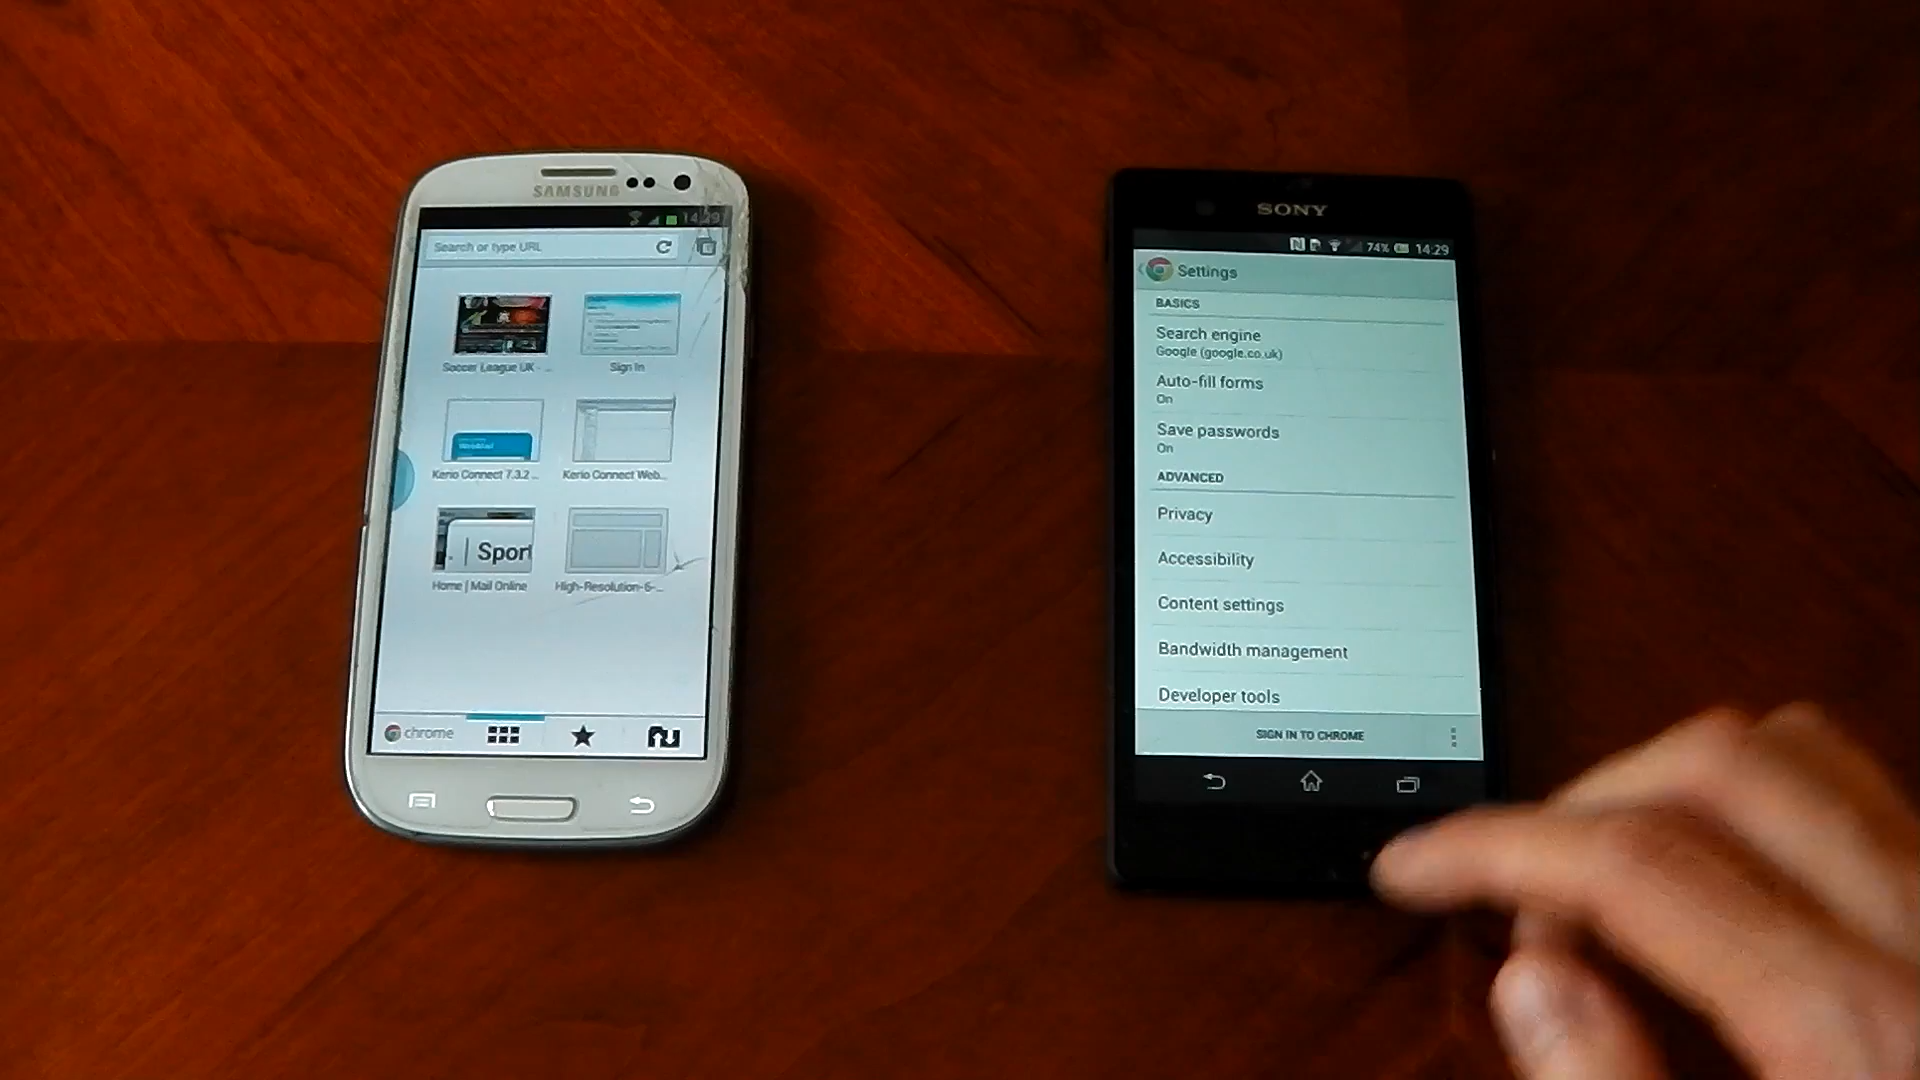 SAMSUNG
14:29
Search or type URL
Soccer League UK - ...
Sign In
WebMail
Kerio Connect 7.3.2 ...
Kerio Connect Web...
Sport
Home | Mail Online
High-Resolution-6-...
chrome
SONY
74% 14:29
Settings
BASICS
Search engine
Google (google.co.uk)
Auto-fill forms
On
Save passwords
On
ADVANCED
Privacy
Accessibility
Content settings
Bandwidth management
Developer tools
SIGN IN TO CHROME